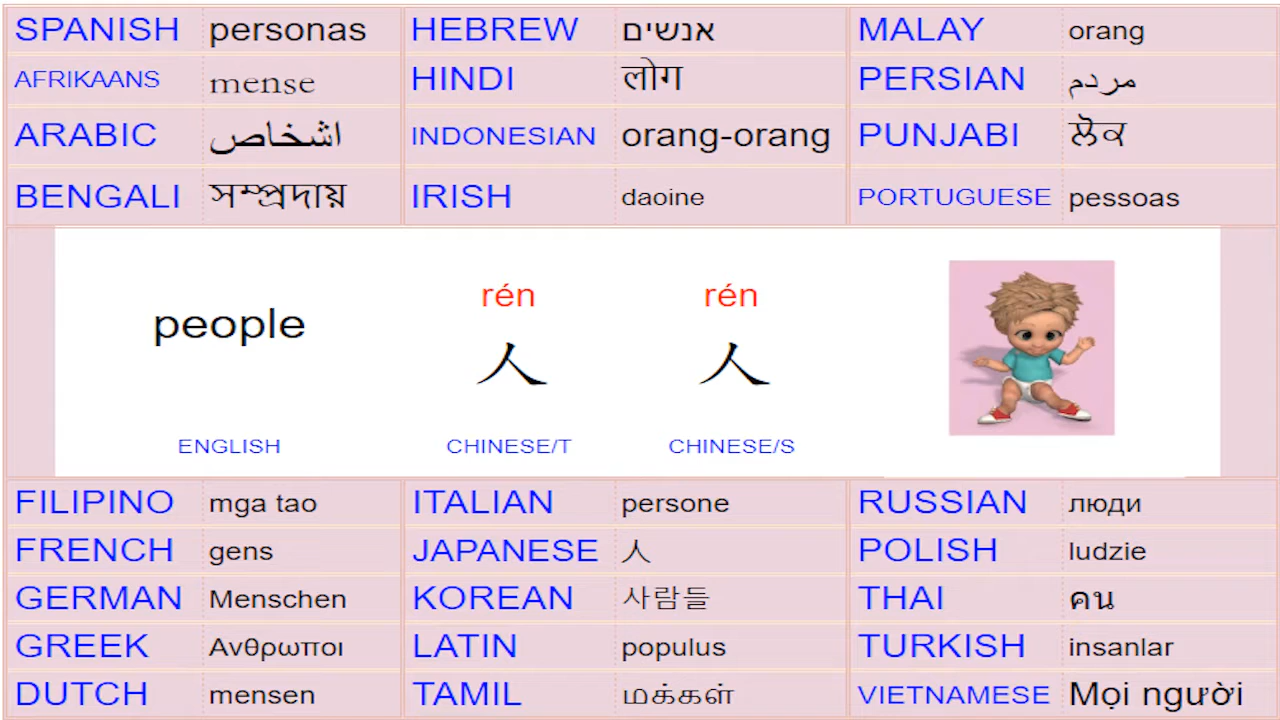 SPANISH personas HEBREW אנשים MALAY orang
AFRIKAANS mense HINDI लोग PERSIAN مردم
ARABIC اشخاص INDONESIAN orang-orang PUNJABI ਲੋਕ
BENGALI সম্প্রদায় IRISH daoine PORTUGUESE pessoas
rén rén
people 人 人
ENGLISH CHINESE/T CHINESE/S
FILIPINO mga tao ITALIAN persone RUSSIAN люди
FRENCH gens JAPANESE 人 POLISH ludzie
GERMAN Menschen KOREAN 사람들 THAI คน
GREEK Ανθρωποι LATIN populus TURKISH insanlar
DUTCH mensen TAMIL மக்கள் VIETNAMESE Mọi người